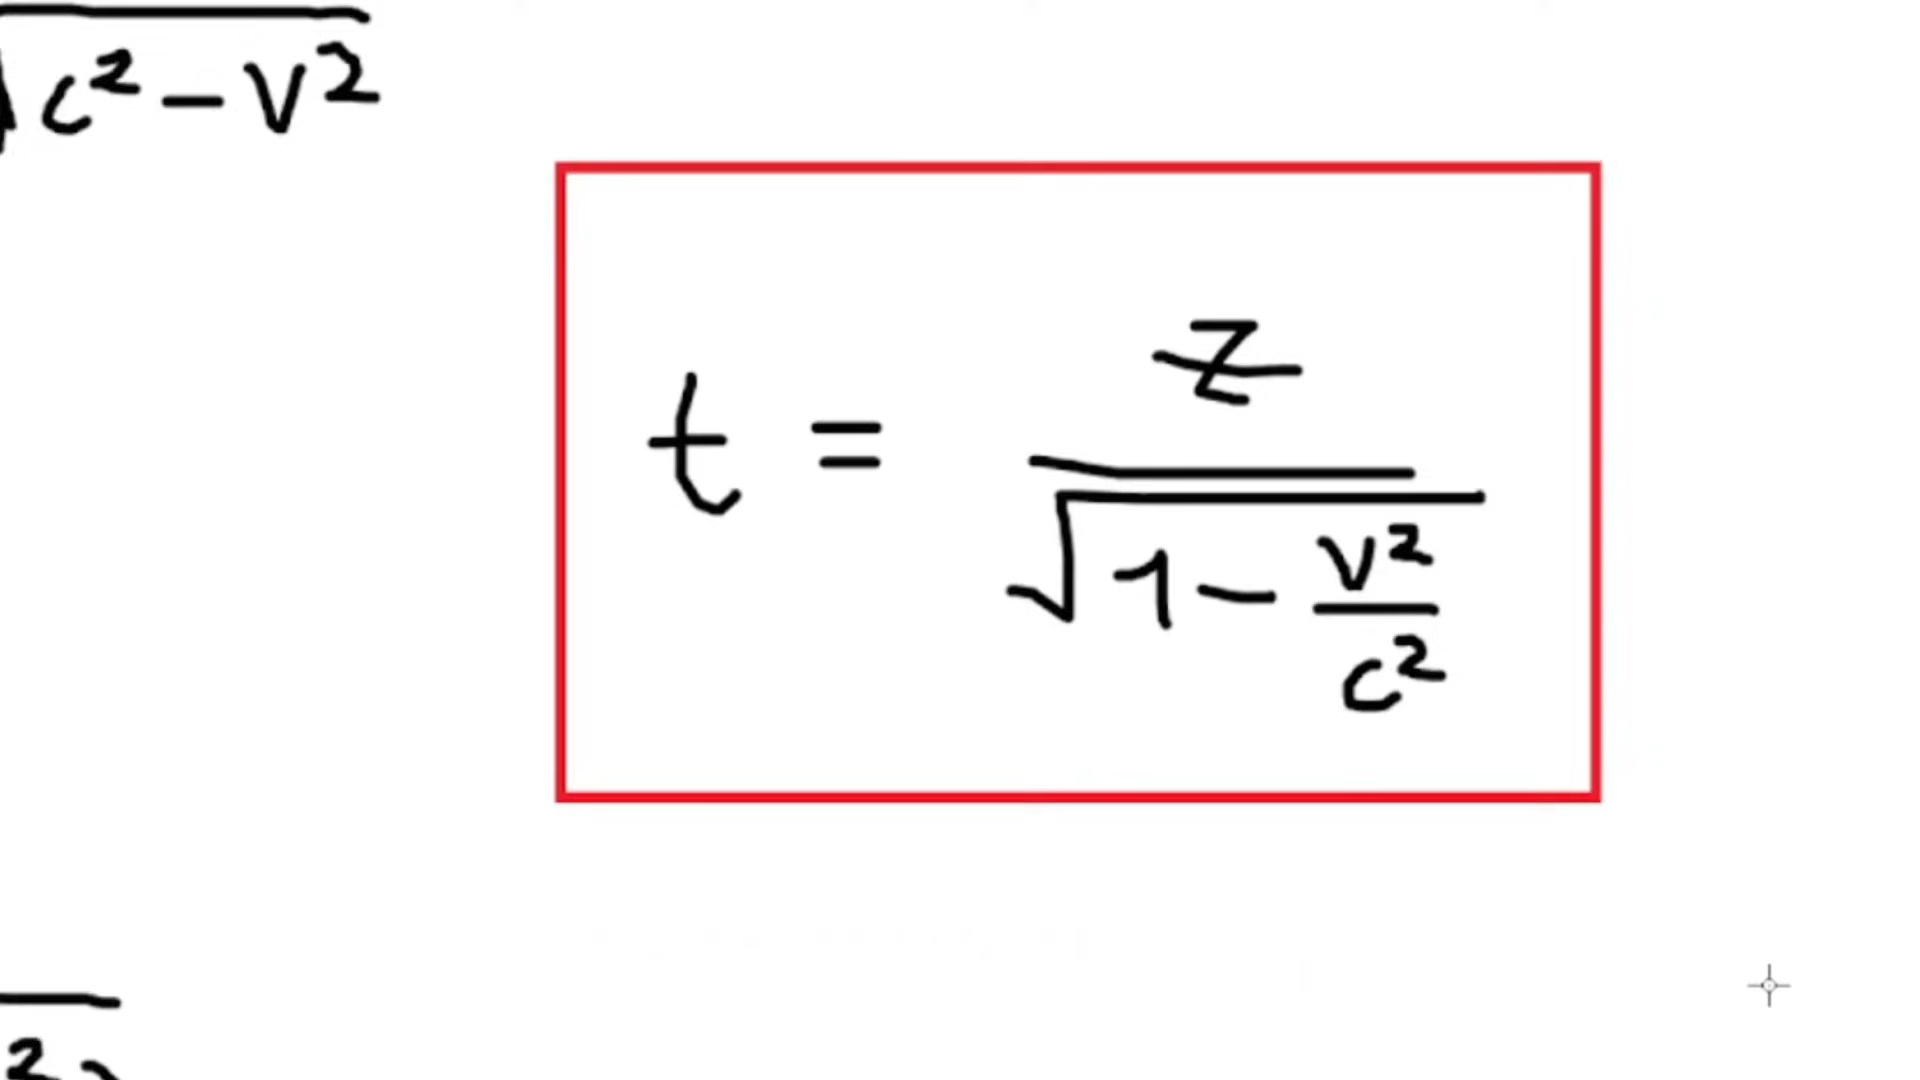 √c² − v²
t = z / √1 − v²/c²